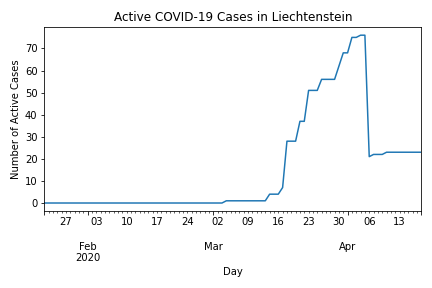 Active COVID-19 Cases in Liechtenstein
Number of Active Cases
70
60
50
40
30
20
10
0
27 03 10 17 24 02 09 16 23 30 06 13
Feb Mar Apr
2020
Day